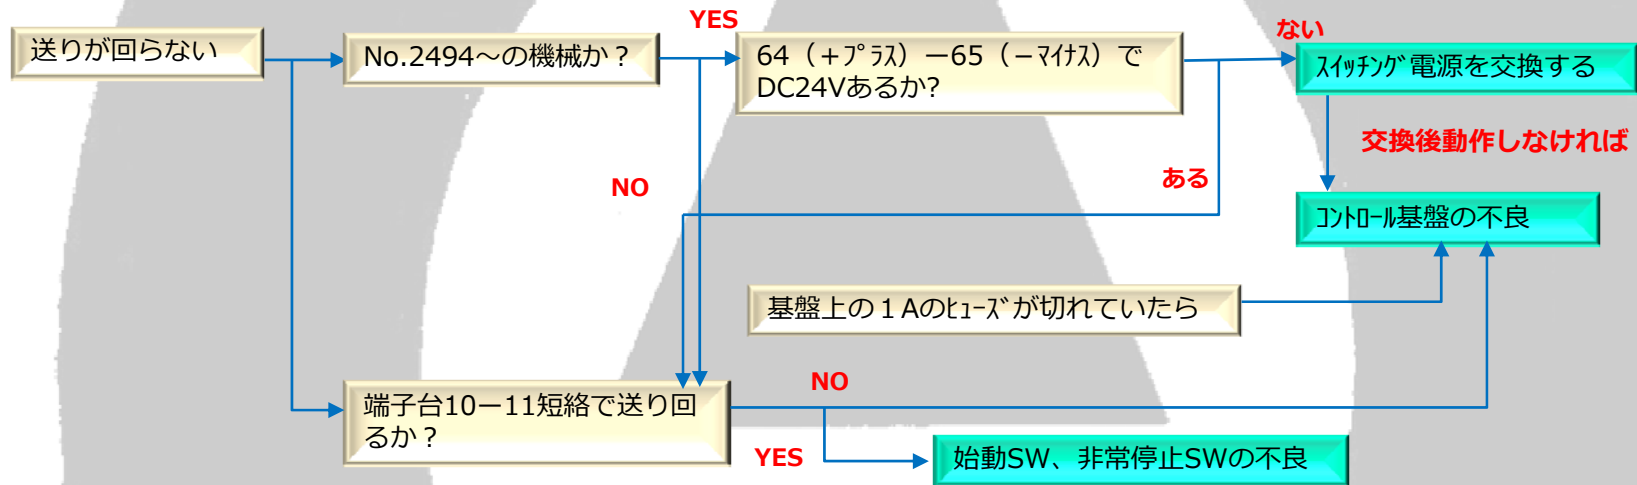 YES
ない
送りが回らない
No.2494～の機械か？
64（+ﾌﾟﾗｽ）ー65（－ﾏｲﾅｽ）で
DC24Vあるか?
ｽｲｯﾁﾝｸﾞ電源を交換する
交換後動作しなければ
NO
ある
ｺﾝﾄﾛｰﾙ基盤の不良
基盤上の１Aのﾋｭｰｽﾞが切れていたら
端子台10ー11短絡で送り回
るか？
NO
YES
始動SW、非常停止SWの不良